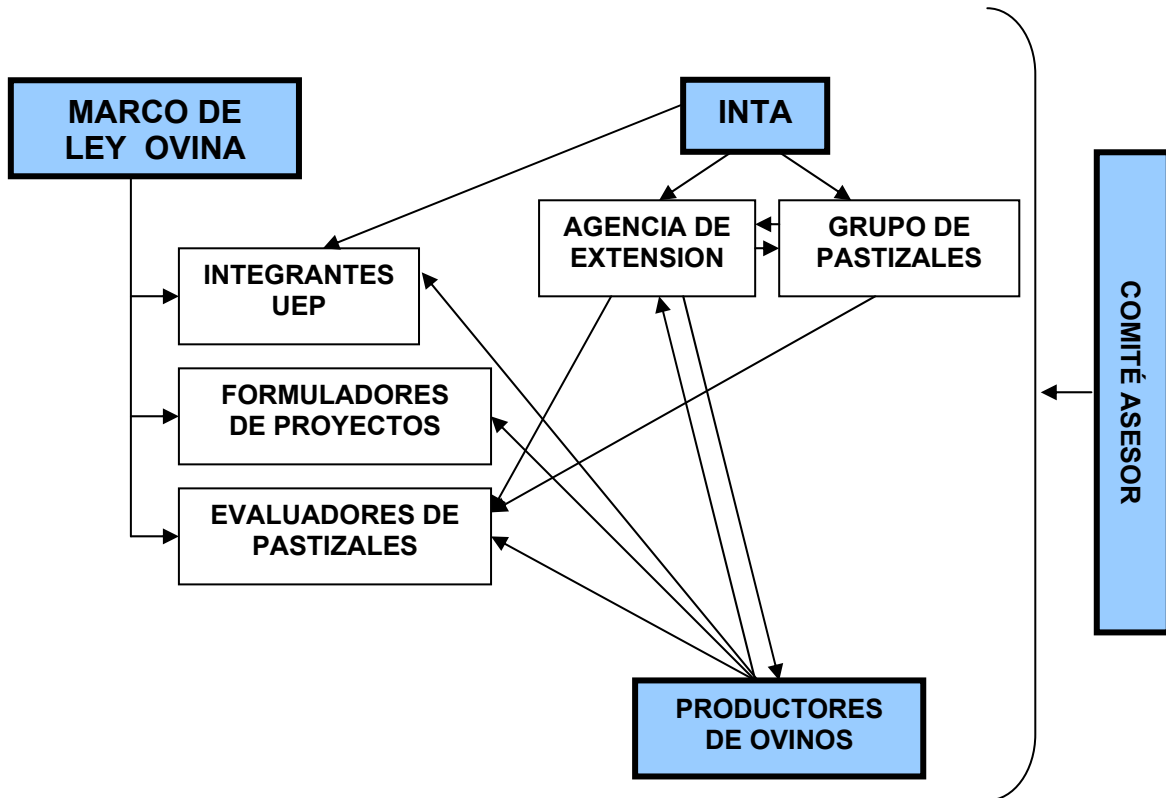 MARCO DE
LEY OVINA
INTA
AGENCIA DE
EXTENSION
GRUPO DE
PASTIZALES
INTEGRANTES
UEP
FORMULADORES
DE PROYECTOS
EVALUADORES DE
PASTIZALES
PRODUCTORES
DE OVINOS
COMITÉ ASESOR